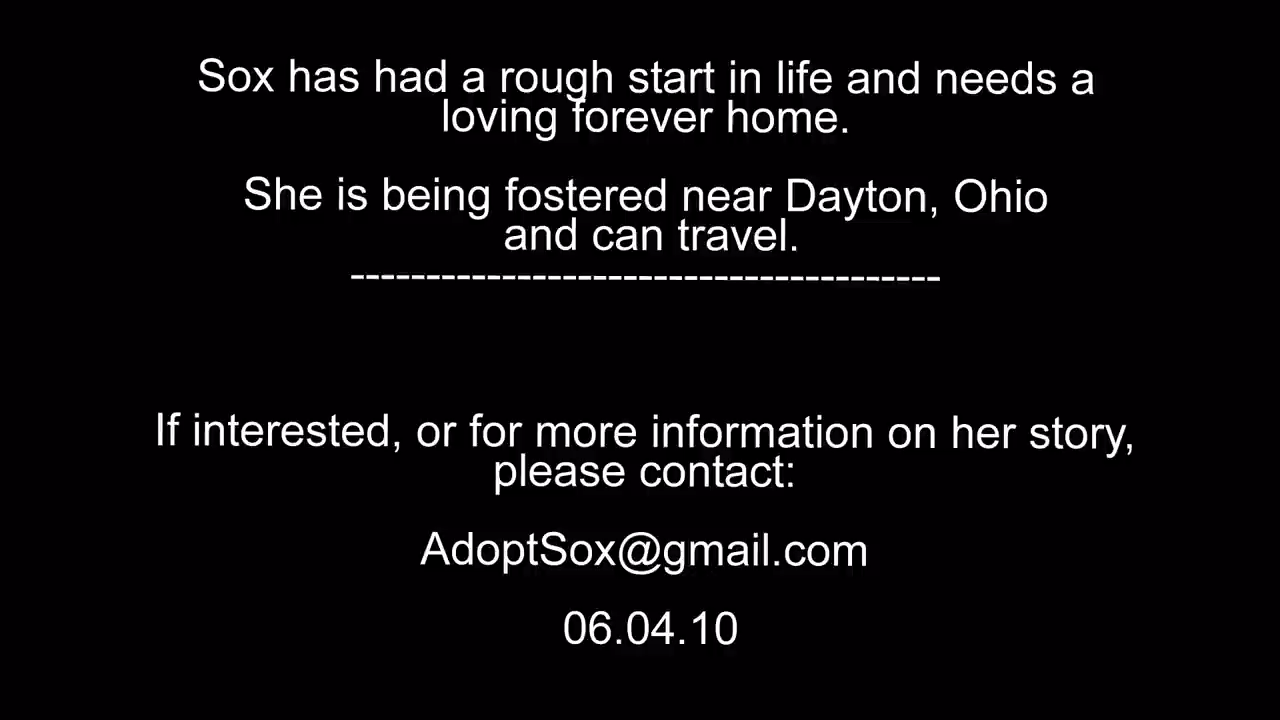 Sox has had a rough start in life and needs a
loving forever home.
She is being fostered near Dayton, Ohio
and can travel.
---------------------------------------
If interested, or for more information on her story,
please contact:
AdoptSox@gmail.com
06.04.10